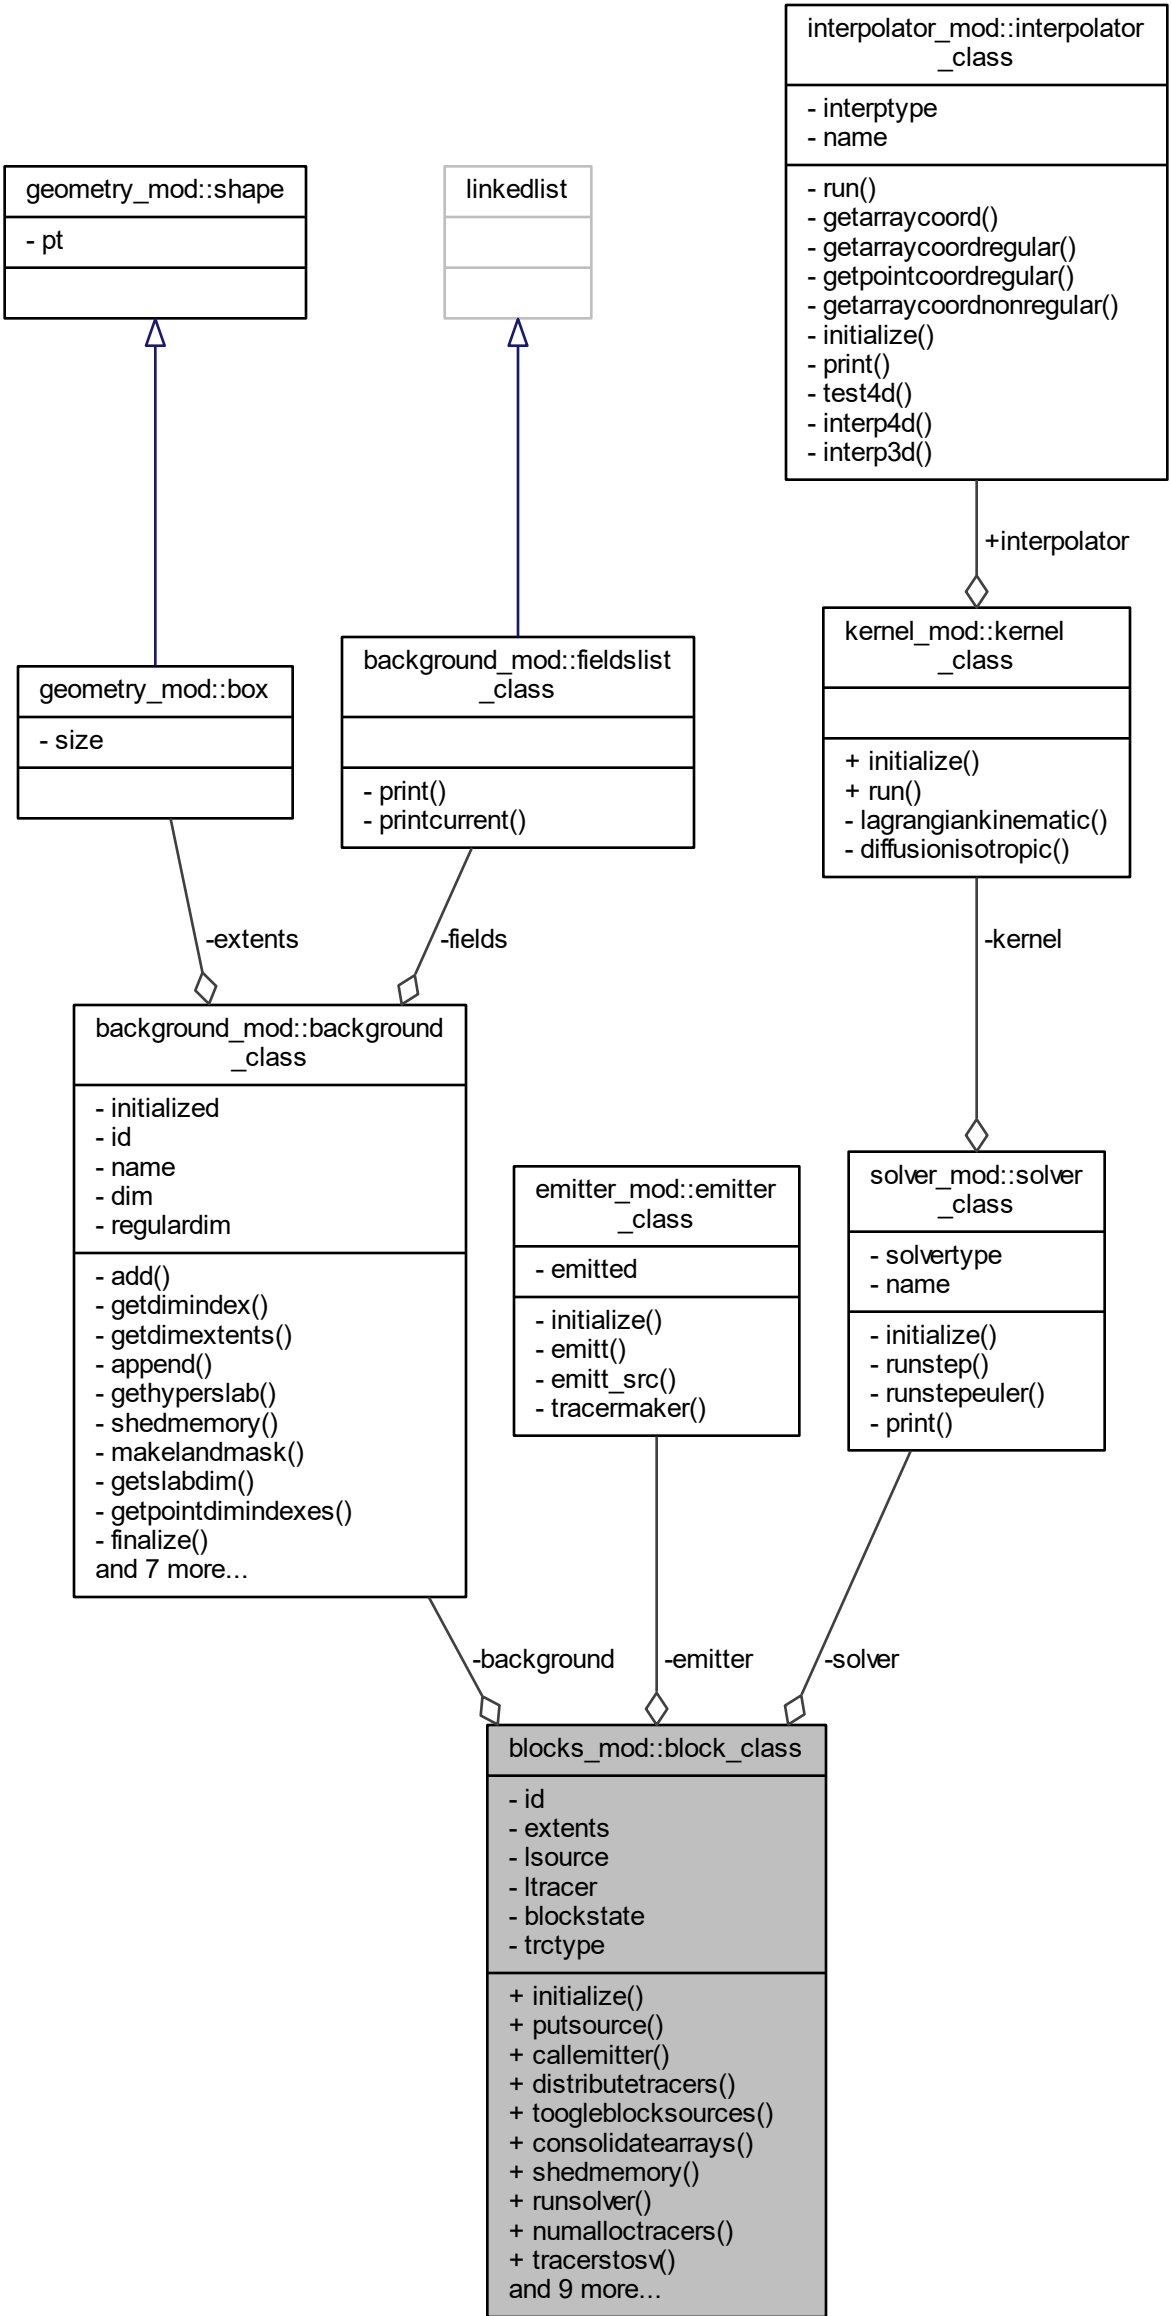 interpolator_mod::interpolator
_class
- interptype
- name
- run()
- getarraycoord()
- getarraycoordregular()
- getpointcoordregular()
- getarraycoordnonregular()
- initialize()
- print()
- test4d()
- interp4d()
- interp3d()
geometry_mod::shape
- pt
linkedlist
+interpolator
kernel_mod::kernel
_class
+ initialize()
+ run()
- lagrangiankinematic()
- diffusionisotropic()
geometry_mod::box
- size
background_mod::fieldslist
_class
- print()
- printcurrent()
-extents
-fields
-kernel
background_mod::background
_class
- initialized
- id
- name
- dim
- regulardim
- add()
- getdimindex()
- getdimextents()
- append()
- gethyperslab()
- shedmemory()
- makelandmask()
- getslabdim()
- getpointdimindexes()
- finalize()
and 7 more...
emitter_mod::emitter
_class
- emitted
- initialize()
- emitt()
- emitt_src()
- tracermaker()
solver_mod::solver
_class
- solvertype
- name
- initialize()
- runstep()
- runstepeuler()
- print()
-background
-emitter
-solver
blocks_mod::block_class
- id
- extents
- lsource
- ltracer
- blockstate
- trctype
+ initialize()
+ putsource()
+ callemitter()
+ distributetracers()
+ toogleblocksources()
+ consolidatearrays()
+ shedmemory()
+ runsolver()
+ numalloctracers()
+ tracerstosv()
and 9 more...